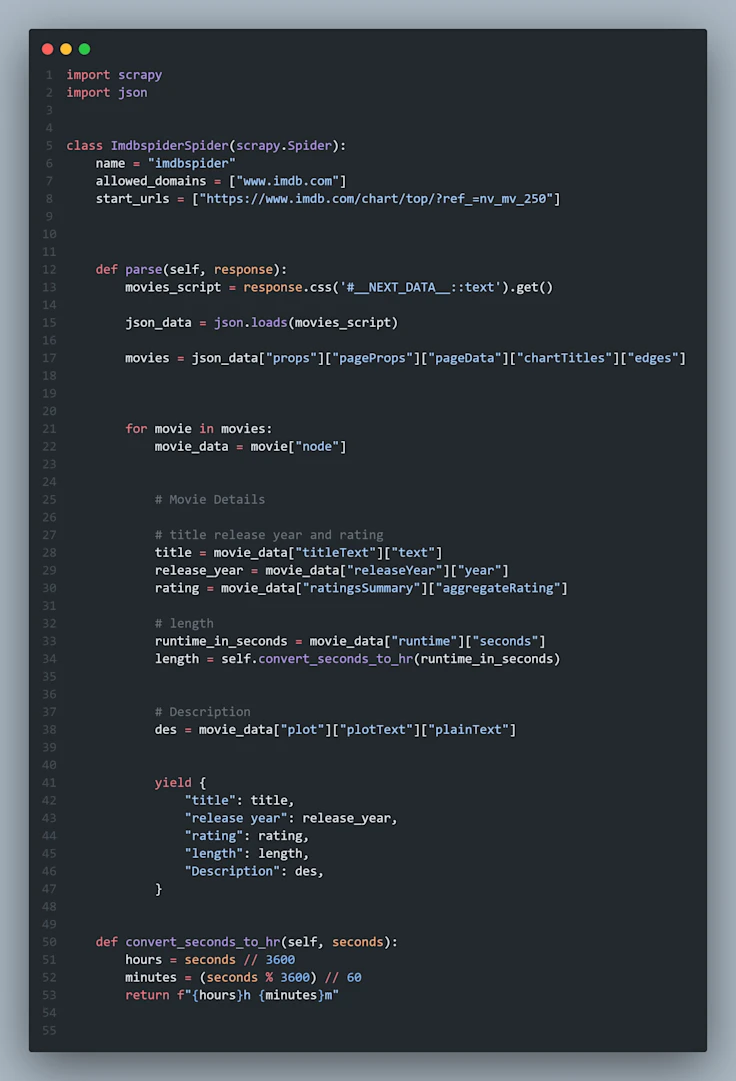 1 import scrapy
2 import json
3
4
5 class ImdbspiderSpider(scrapy.Spider):
6     name = "imdbspider"
7     allowed_domains = ["www.imdb.com"]
8     start_urls = ["https://www.imdb.com/chart/top/?ref_=nv_mv_250"]
9
10
11
12     def parse(self, response):
13         movies_script = response.css('#__NEXT_DATA__::text').get()
14
15         json_data = json.loads(movies_script)
16
17         movies = json_data["props"]["pageProps"]["pageData"]["chartTitles"]["edges"]
18
19
20
21         for movie in movies:
22             movie_data = movie["node"]
23
24
25             # Movie Details
26
27             # title release year and rating
28             title = movie_data["titleText"]["text"]
29             release_year = movie_data["releaseYear"]["year"]
30             rating = movie_data["ratingsSummary"]["aggregateRating"]
31
32             # length
33             runtime_in_seconds = movie_data["runtime"]["seconds"]
34             length = self.convert_seconds_to_hr(runtime_in_seconds)
35
36
37             # Description
38             des = movie_data["plot"]["plotText"]["plainText"]
39
40
41             yield {
42                 "title": title,
43                 "release year": release_year,
44                 "rating": rating,
45                 "length": length,
46                 "Description": des,
47             }
48
49
50     def convert_seconds_to_hr(self, seconds):
51         hours = seconds // 3600
52         minutes = (seconds % 3600) // 60
53         return f"{hours}h {minutes}m"
54
55